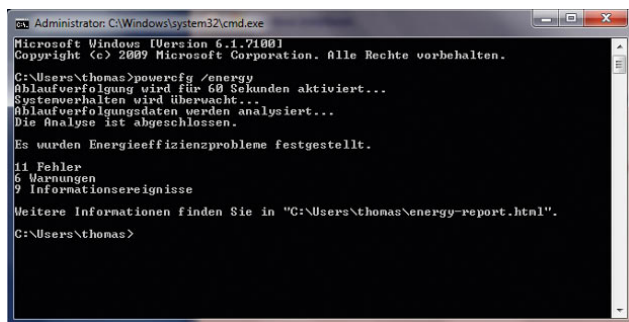 Administrator: C:\Windows\system32\cmd.exe
Microsoft Windows [Version 6.1.7100]
Copyright (c) 2009 Microsoft Corporation. Alle Rechte vorbehalten.
C:\Users\thomas>powercfg /energy
Ablaufverfolgung wird für 60 Sekunden aktiviert...
Systemverhalten wird überwacht...
Ablaufverfolgungsdaten werden analysiert...
Die Analyse ist abgeschlossen.
Es wurden Energieeffizienzprobleme festgestellt.
11 Fehler
6 Warnungen
9 Informationsereignisse
Weitere Informationen finden Sie in "C:\Users\thomas\energy-report.html".
C:\Users\thomas>